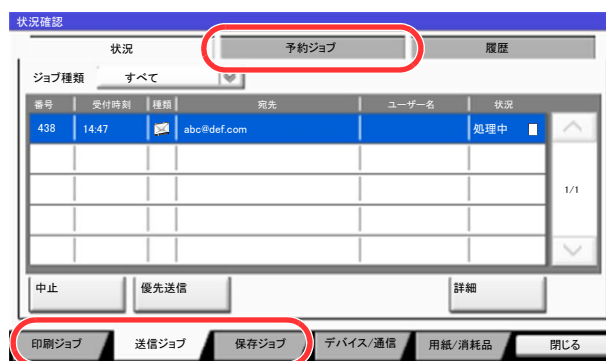 状況確認
状況 予約ジョブ 履歴
ジョブ種類 すべて
番号 受付時刻 種類 宛先 ユーザー名 状況
438 14:47 abc@def.com 処理中
1/1
中止 優先送信 詳細
印刷ジョブ 送信ジョブ 保存ジョブ デバイス/通信 用紙/消耗品 閉じる